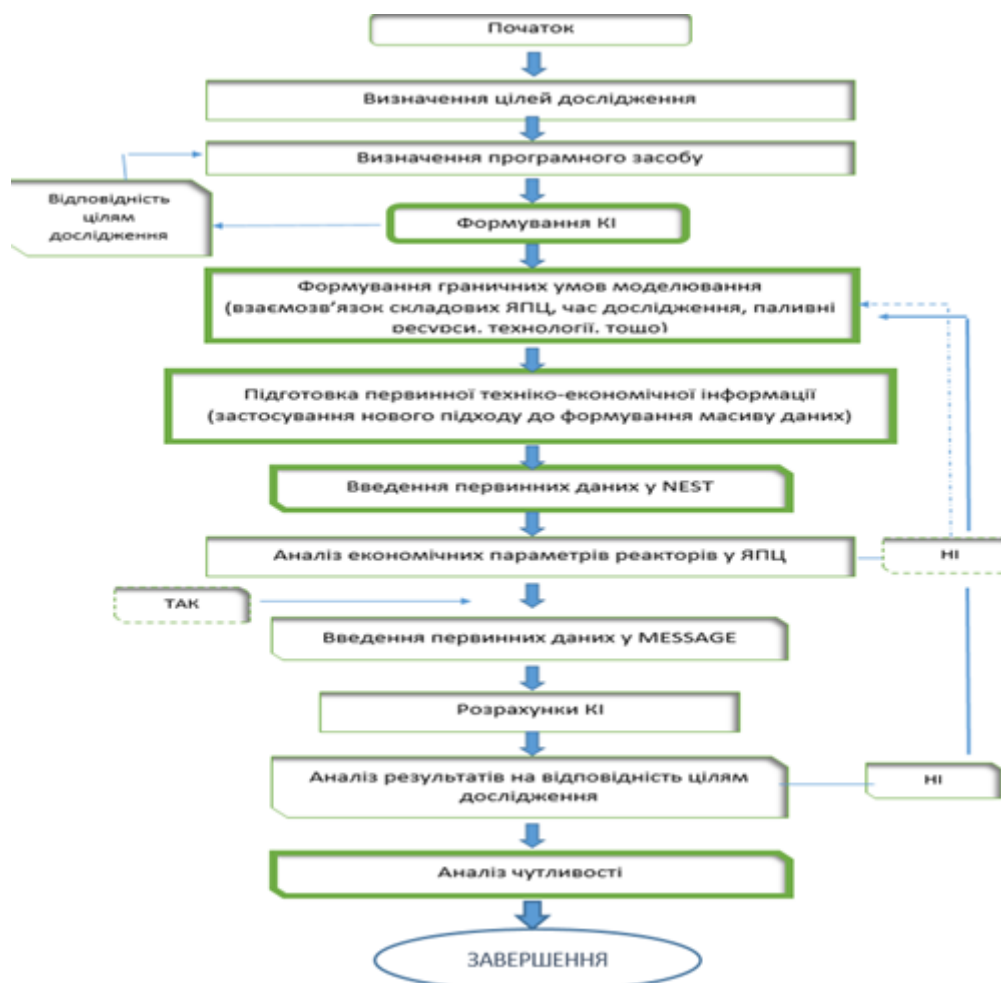 Початок
Визначення цілей дослідження
Визначення програмного засобу
Відповідність
цілям
дослідження
Формування КІ
Формування граничних умов моделювання
(взаємозв’язок складових ЯПЦ, час дослідження, паливні
ресурси, технології, тощо)
Підготовка первинної техніко-економічної інформації
(застосування нового підходу до формування масиву даних)
Введення первинних даних у NEST
Аналіз економічних параметрів реакторів у ЯПЦ
НІ
ТАК
Введення первинних даних у MESSAGE
Розрахунки КІ
Аналіз результатів на відповідність цілям
дослідження
НІ
Аналіз чутливості
ЗАВЕРШЕННЯ